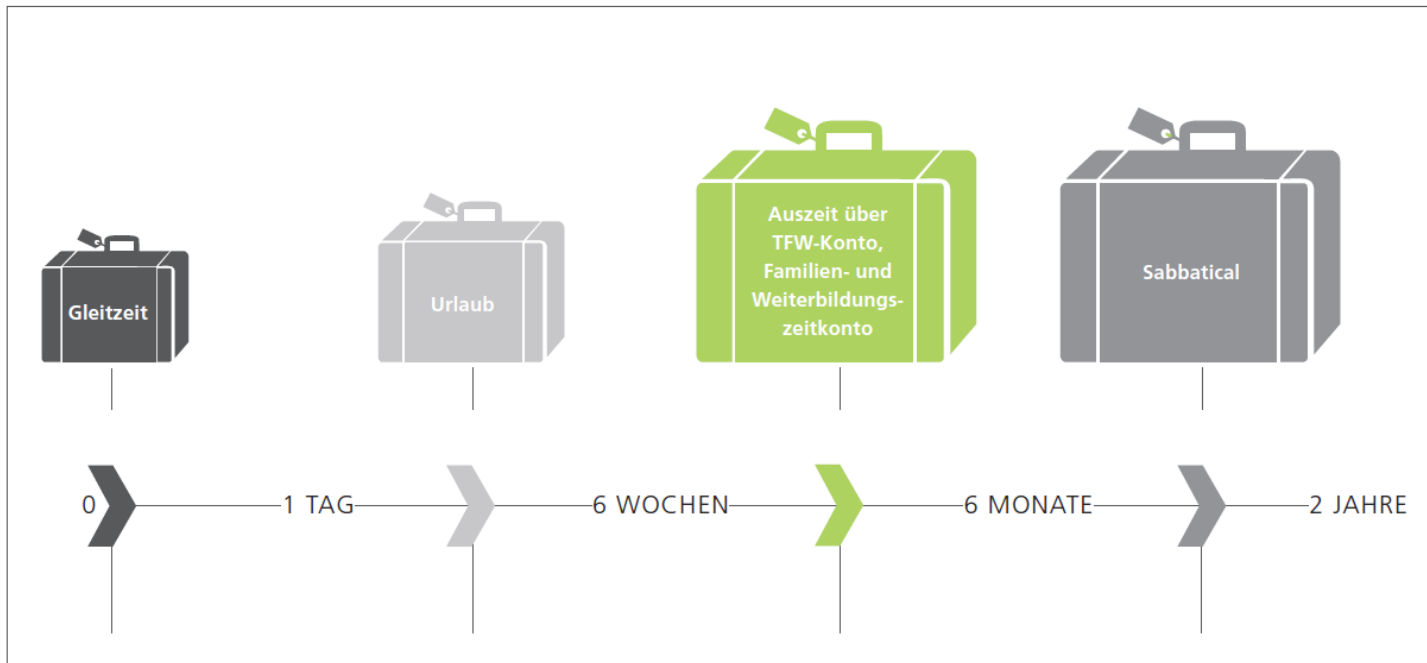 Gleitzeit
Urlaub
Auszeit über
TFW-Konto,
Familien- und
Weiterbildungs-
zeitkonto
Sabbatical
0
1 TAG
6 WOCHEN
6 MONATE
2 JAHRE